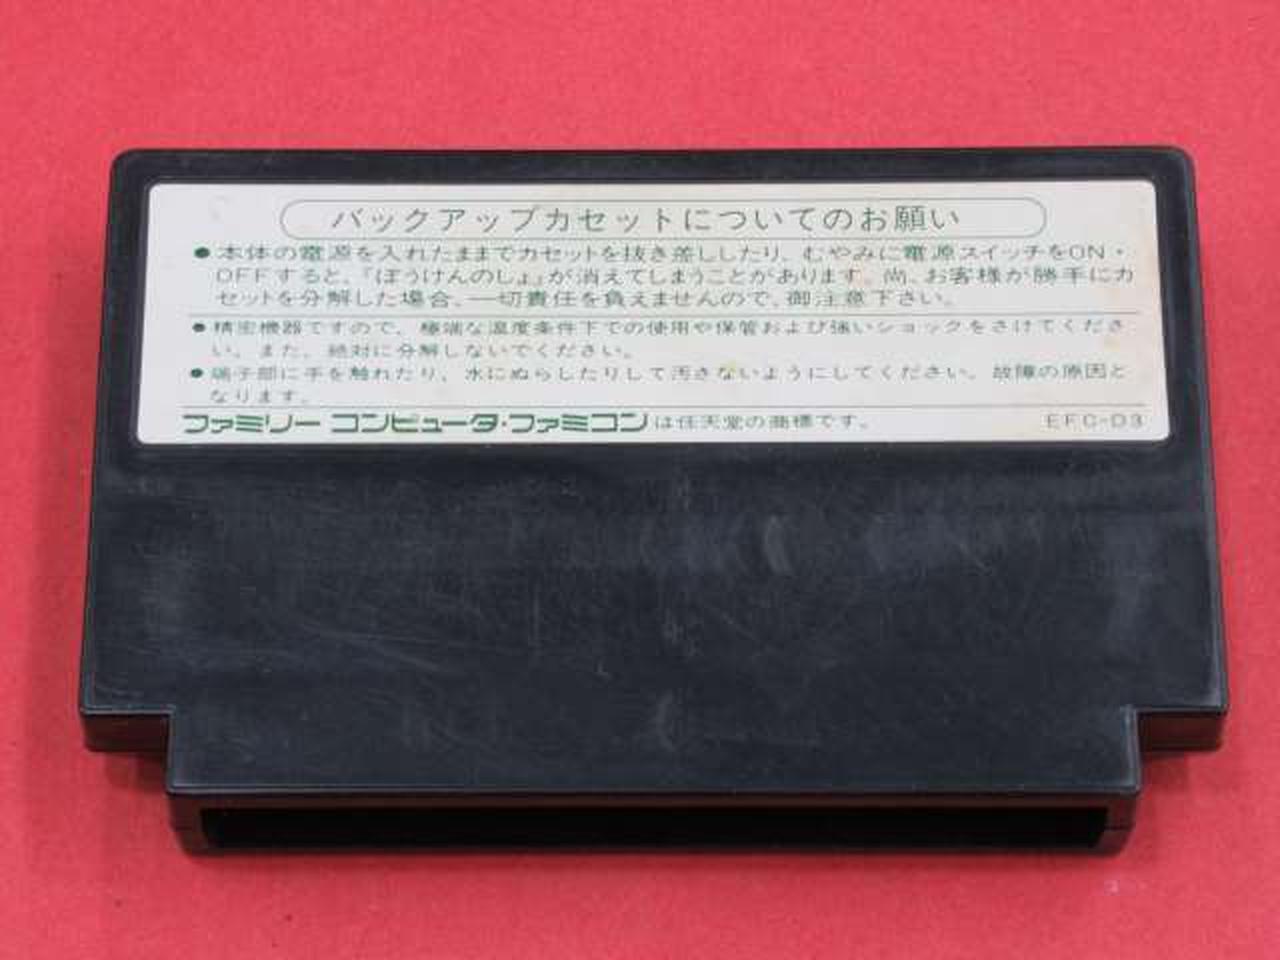 バックアップカセットについてのお願い
●本体の電源を入れたままでカセットを抜き差ししたり、むやみに電源スイッチをON・
OFFすると、『ぼうけんのしょ』が消えてしまうことがあります。尚、お客様が勝手にカ
セットを分解した場合、一切責任を負えませんので、御注意下さい。
●精密機器ですので、極端な温度条件下での使用や保管および強いショックをさけてくださ
い。また、絶対に分解しないでください。
●端子部に手を触れたり、水にぬらしたりして汚さないようにしてください。故障の原因と
なります。
ファミリー コンピュータ・ファミコンは任天堂の商標です。 EFC-D3